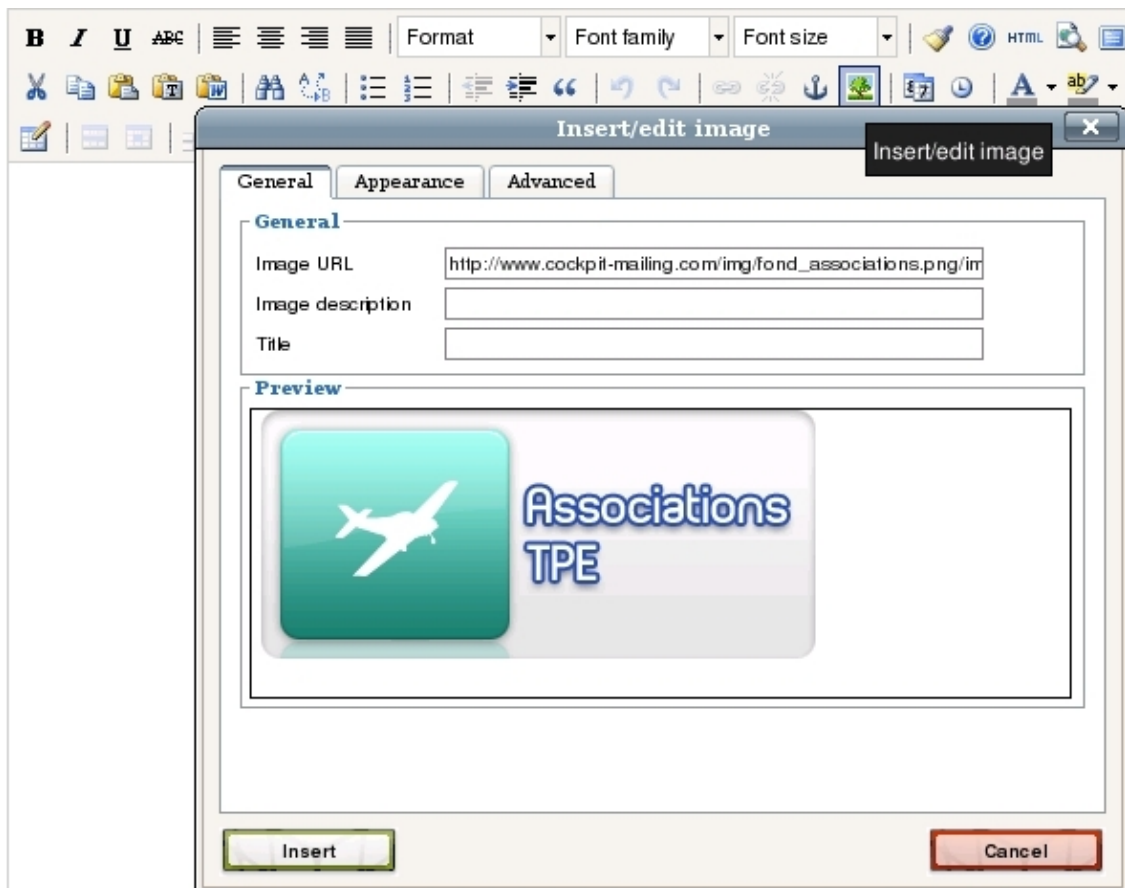 B I U ABC Format Font family Font size HTML
Insert/edit image
Insert/edit image
General Appearance Advanced
General
Image URL http://www.cockpit-mailing.com/img/fond_associations.png/im
Image description
Title
Preview
Associations
TPE
Insert Cancel